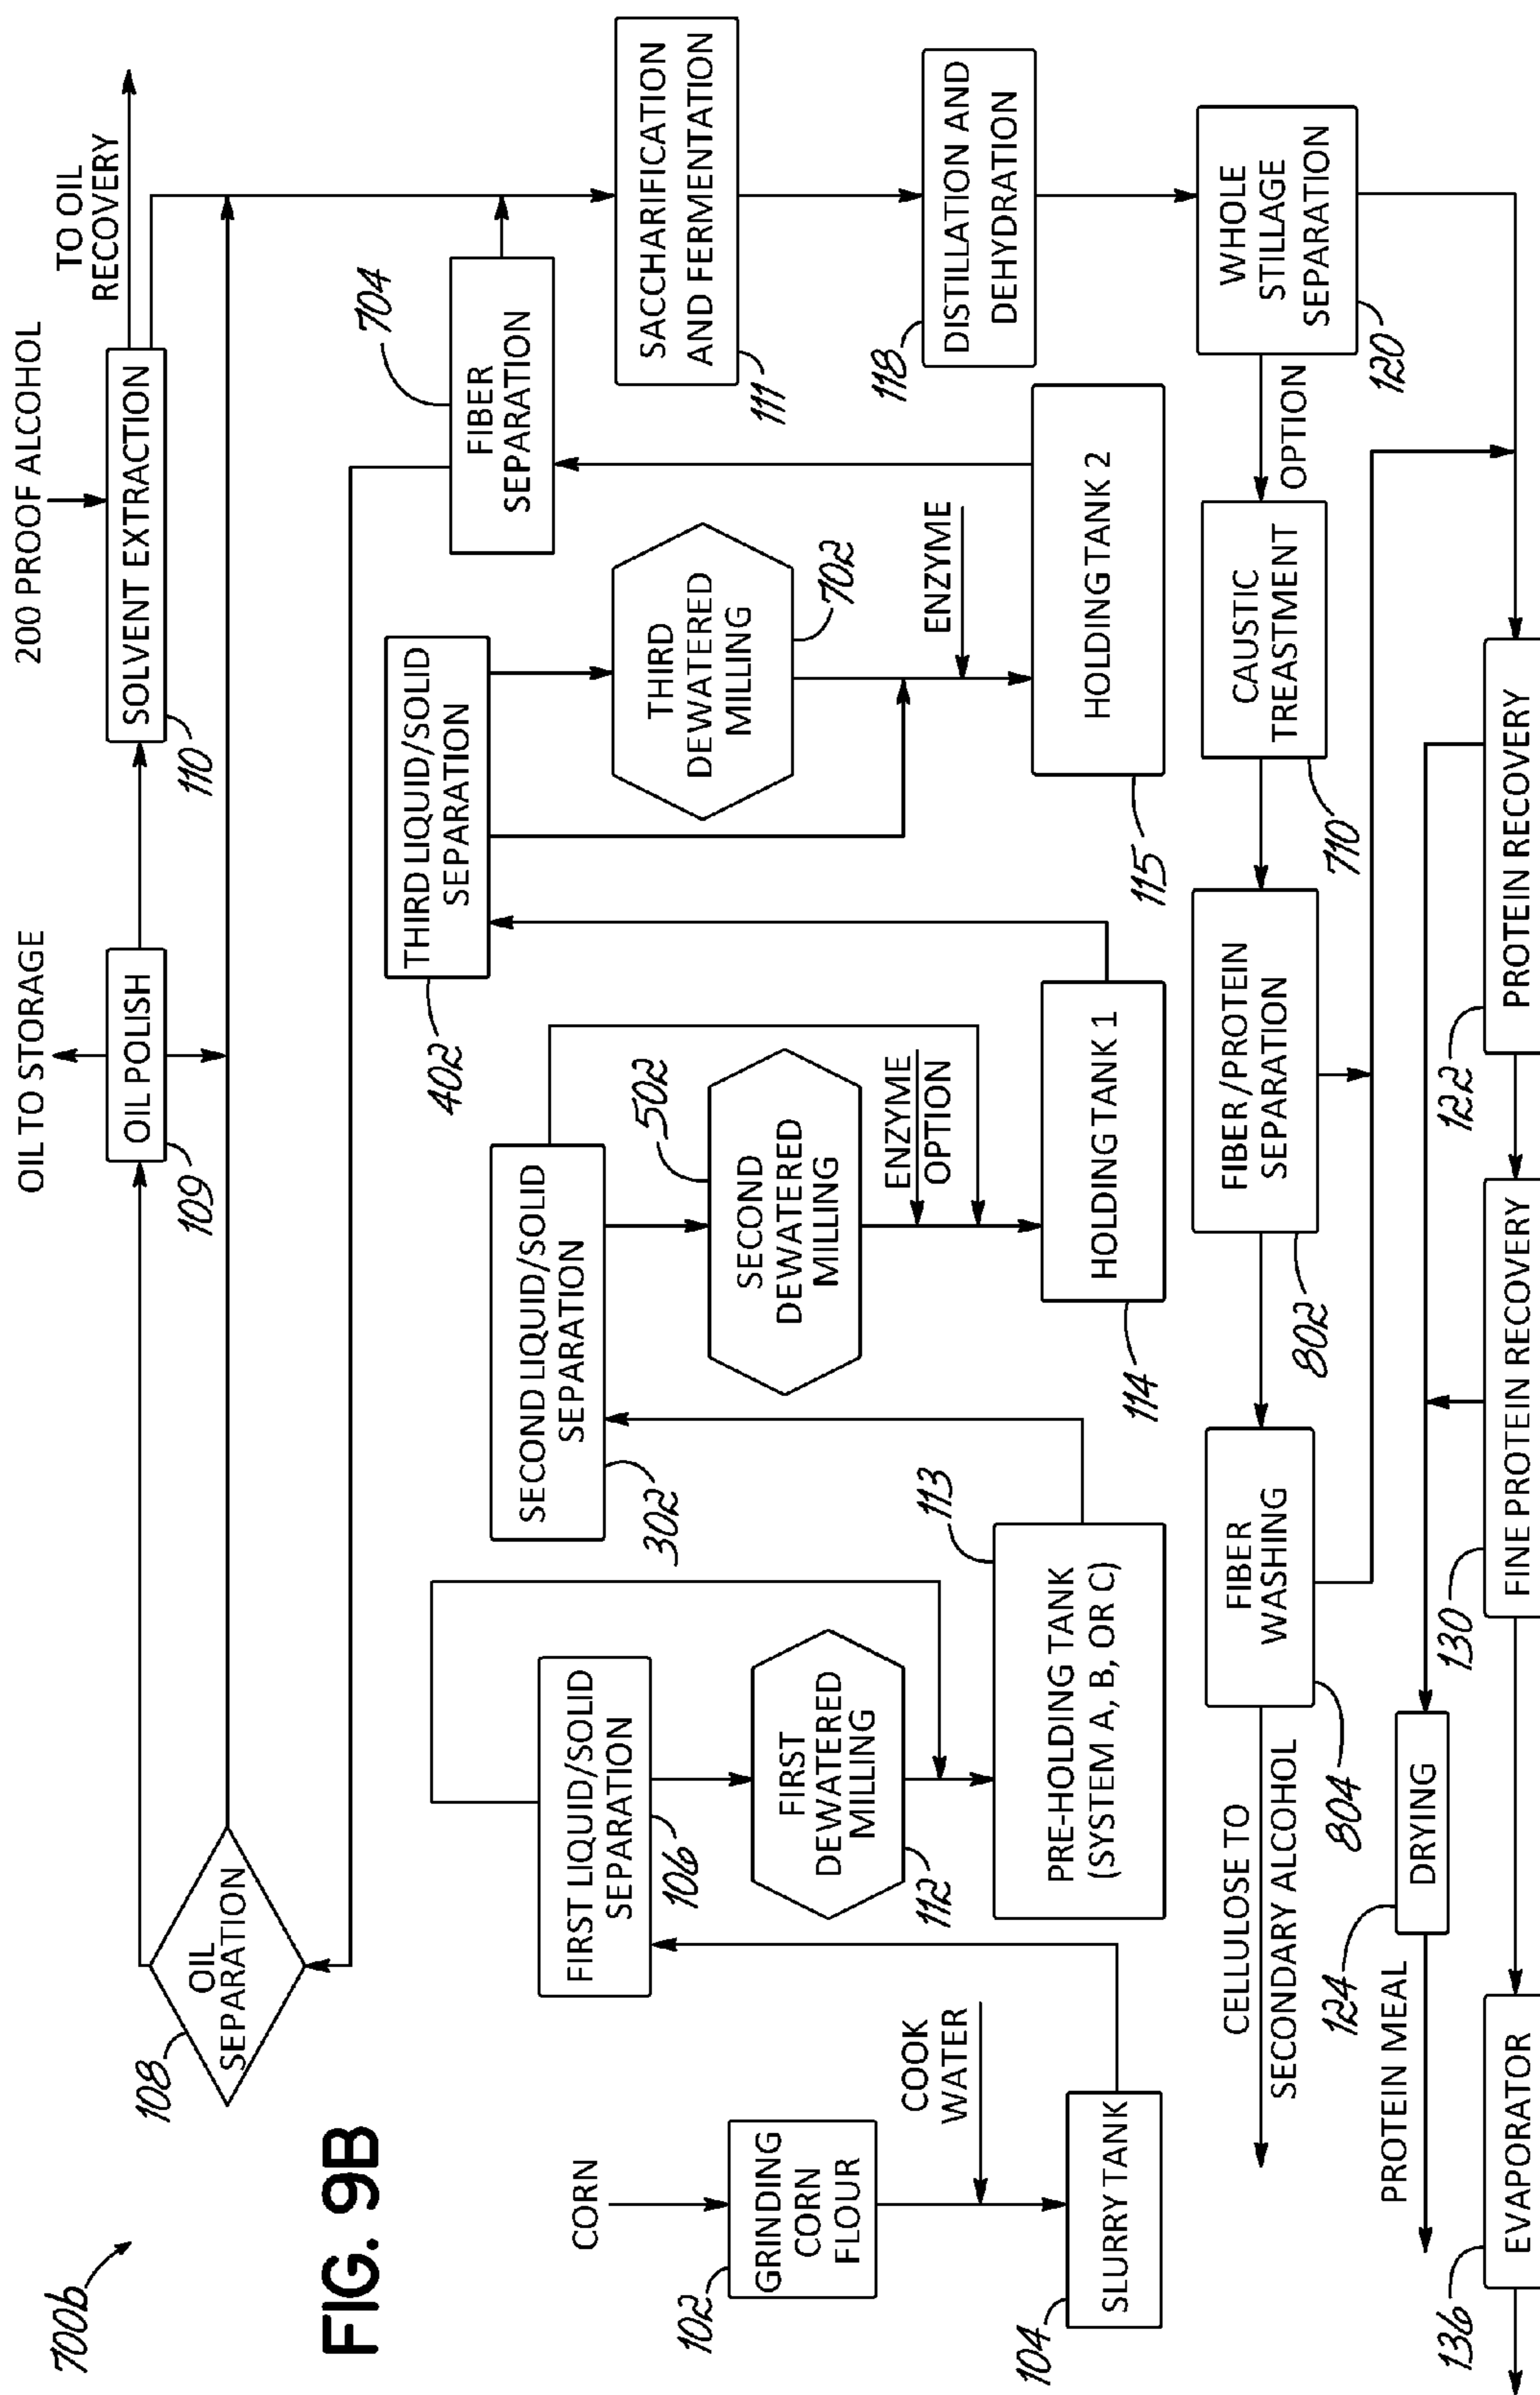 700b
FIG. 9B
OIL TO STORAGE
200 PROOF ALCOHOL
TO OIL
RECOVERY
108
OIL
SEPARATION
109
OIL POLISH
110
SOLVENT EXTRACTION
CORN
102
GRINDING
CORN
FLOUR
COOK
WATER
104
SLURRY TANK
FIRST LIQUID/SOLID
SEPARATION
106
FIRST
DEWATERED
MILLING
112
PRE-HOLDING TANK
(SYSTEM A, B, OR C)
113
SECOND LIQUID/SOLID
SEPARATION
302
SECOND
DEWATERED
MILLING
502
ENZYME
OPTION
HOLDING TANK 1
114
THIRD LIQUID/SOLID
SEPARATION
402
THIRD
DEWATERED
MILLING
702
ENZYME
HOLDING TANK 2
115
FIBER
SEPARATION
704
SACCHARIFICATION
AND FERMENTATION
111
DISTILLATION AND
DEHYDRATION
118
WHOLE
STILLAGE
SEPARATION
120
OPTION
CAUSTIC
TREASTMENT
710
FIBER/PROTEIN
SEPARATION
802
FIBER
WASHING
804
CELLULOSE TO
SECONDARY ALCOHOL
PROTEIN RECOVERY
122
FINE PROTEIN RECOVERY
130
DRYING
124
PROTEIN MEAL
EVAPORATOR
136